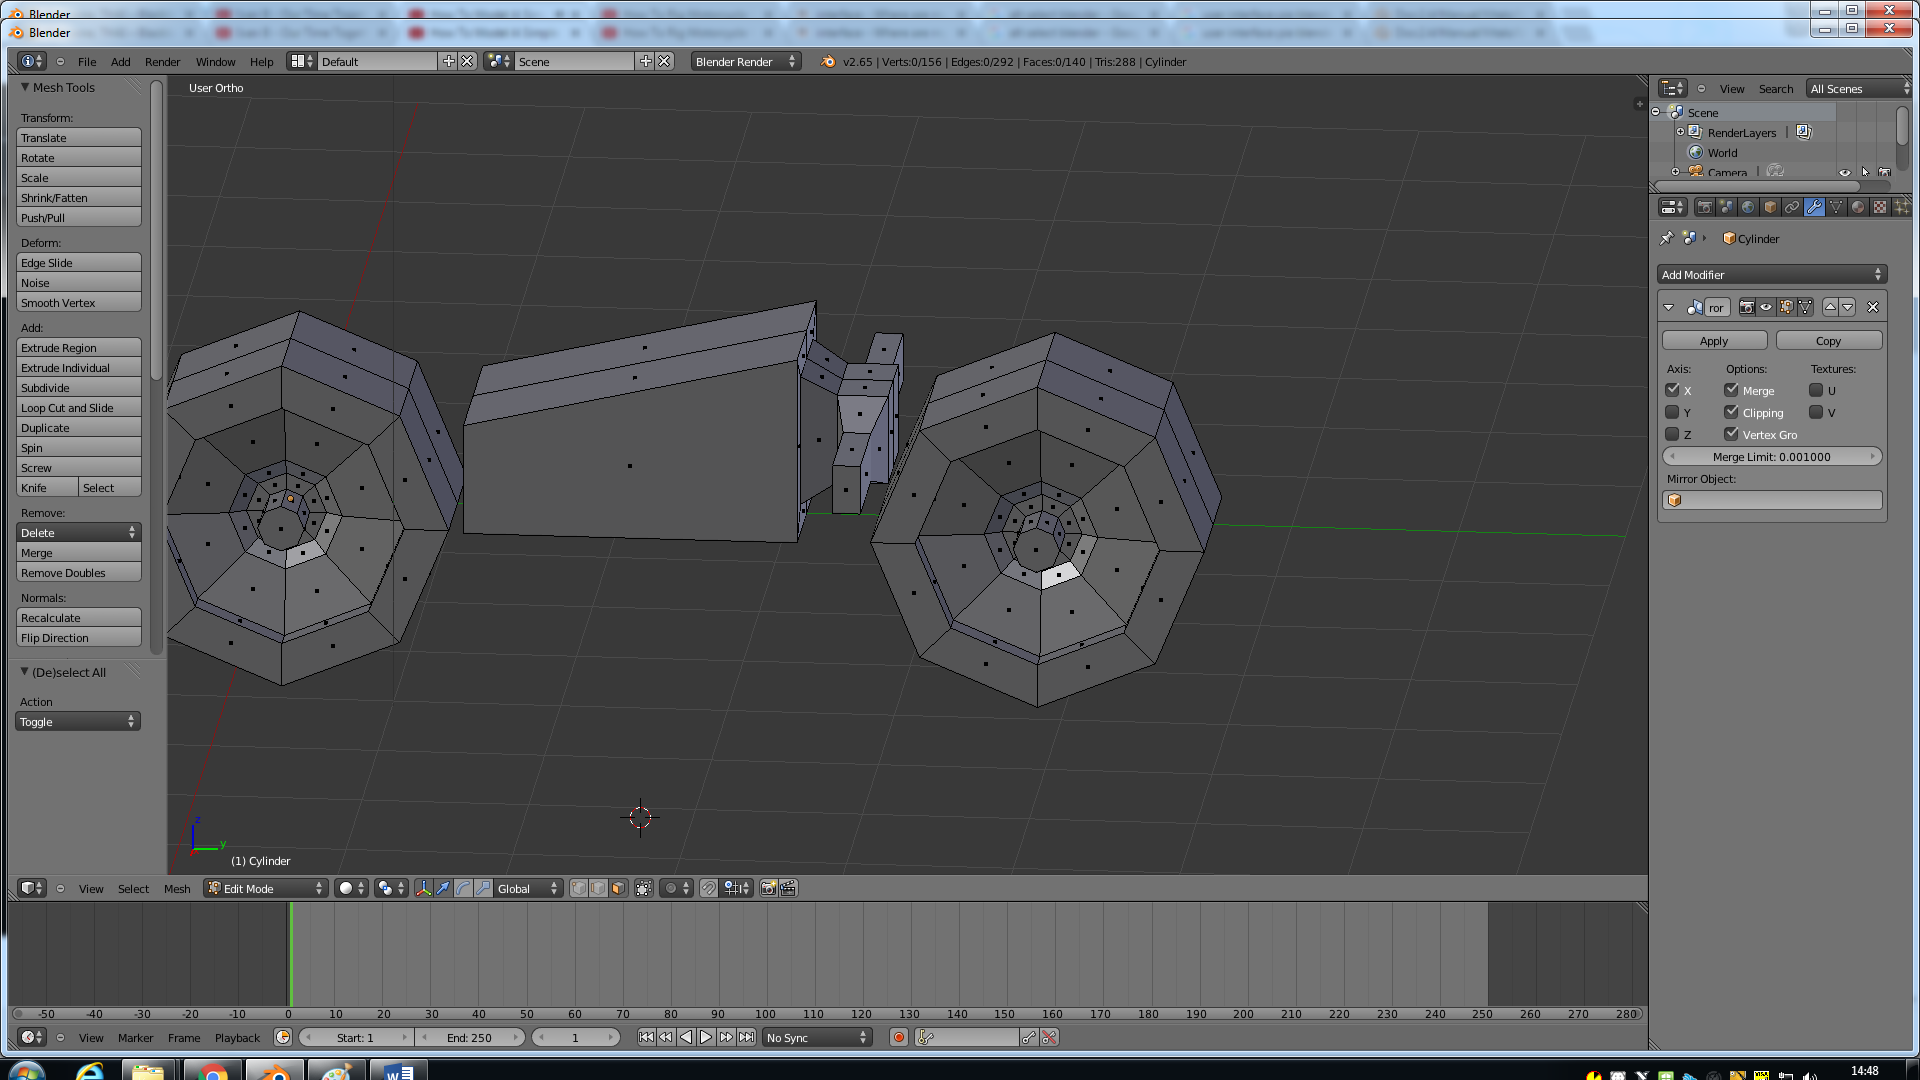 Blender
Blender
File Add Render Window Help Default Scene Blender Render v2.65 | Verts:0/156 | Edges:0/292 | Faces:0/140 | Tris:288 | Cylinder
Mesh Tools
Transform:
Translate
Rotate
Scale
Shrink/Fatten
Push/Pull
Deform:
Edge Slide
Noise
Smooth Vertex
Add:
Extrude Region
Extrude Individual
Subdivide
Loop Cut and Slide
Duplicate
Spin
Screw
Knife Select
Remove:
Delete
Merge
Remove Doubles
Normals:
Recalculate
Flip Direction
(De)select All
Action
Toggle
User Ortho
z
y
(1) Cylinder
View Search All Scenes
Scene
RenderLayers
World
Camera
Cylinder
Add Modifier
ror
Apply Copy
Axis: Options: Textures:
X Merge U
Y Clipping V
Z Vertex Gro
Merge Limit: 0.001000
Mirror Object:
View Select Mesh Edit Mode Global
-50 -40 -30 -20 -10 0 10 20 30 40 50 60 70 80 90 100 110 120 130 140 150 160 170 180 190 200 210 220 230 240 250 260 270 280
View Marker Frame Playback Start: 1 End: 250 1 No Sync
14:48